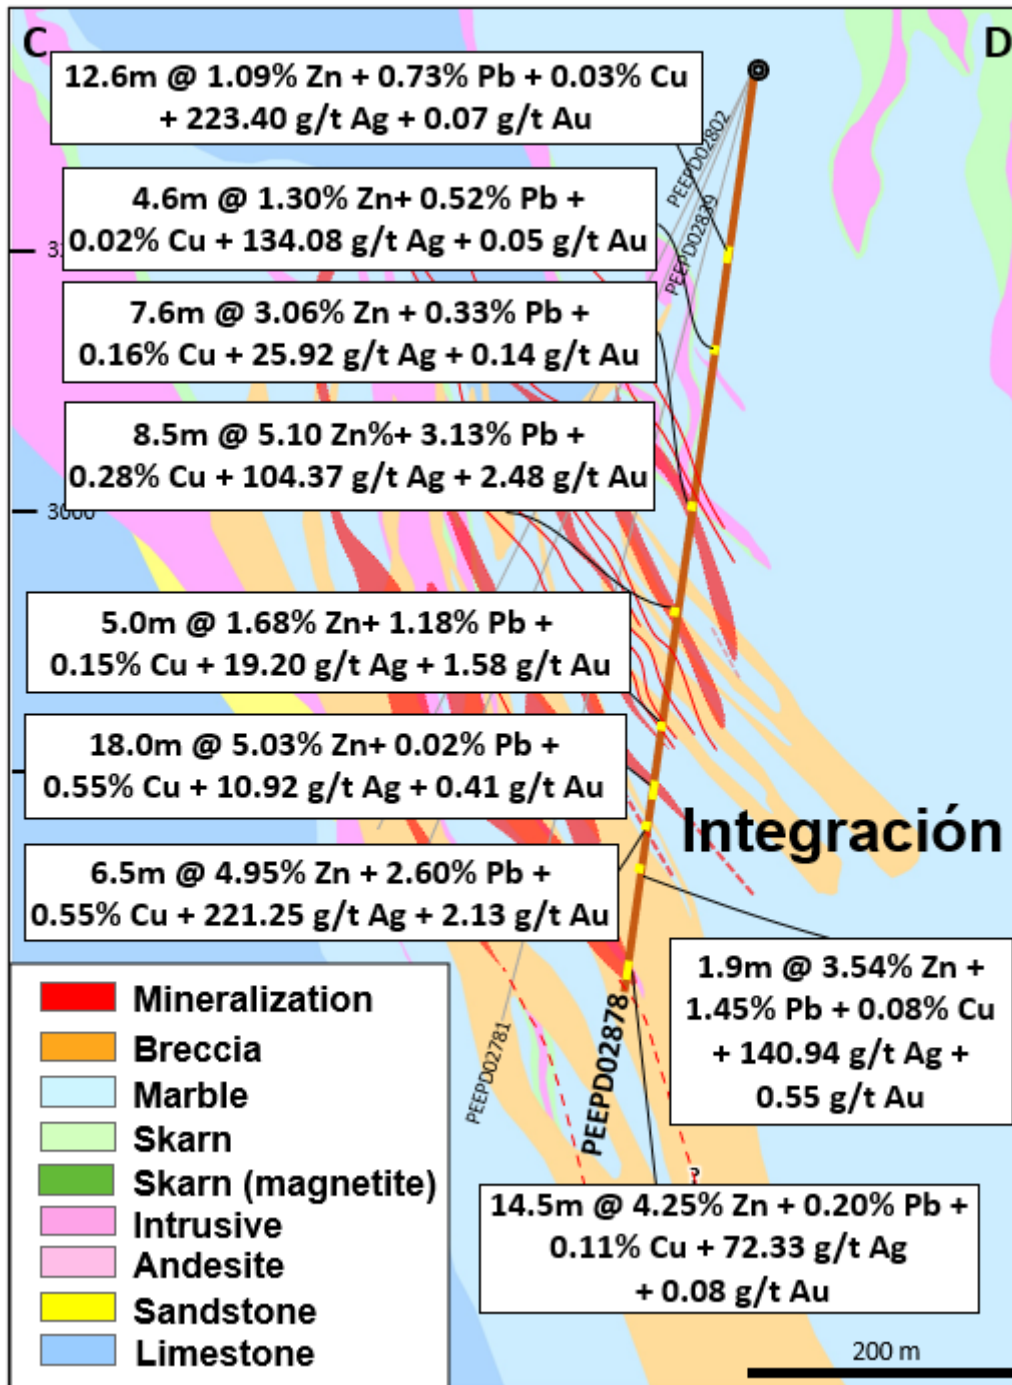 C
D
12.6m @ 1.09% Zn + 0.73% Pb + 0.03% Cu
+ 223.40 g/t Ag + 0.07 g/t Au
PEEPD02802
4.6m @ 1.30% Zn+ 0.52% Pb +
0.02% Cu + 134.08 g/t Ag + 0.05 g/t Au
PEEPD02839
7.6m @ 3.06% Zn + 0.33% Pb +
0.16% Cu + 25.92 g/t Ag + 0.14 g/t Au
8.5m @ 5.10 Zn%+ 3.13% Pb +
0.28% Cu + 104.37 g/t Ag + 2.48 g/t Au
3000
5.0m @ 1.68% Zn+ 1.18% Pb +
0.15% Cu + 19.20 g/t Ag + 1.58 g/t Au
18.0m @ 5.03% Zn+ 0.02% Pb +
0.55% Cu + 10.92 g/t Ag + 0.41 g/t Au
Integración
6.5m @ 4.95% Zn + 2.60% Pb +
0.55% Cu + 221.25 g/t Ag + 2.13 g/t Au
1.9m @ 3.54% Zn +
1.45% Pb + 0.08% Cu
+ 140.94 g/t Ag +
0.55 g/t Au
PEEPD02781
PEEPD02878
?
14.5m @ 4.25% Zn + 0.20% Pb +
0.11% Cu + 72.33 g/t Ag
+ 0.08 g/t Au
Mineralization
Breccia
Marble
Skarn
Skarn (magnetite)
Intrusive
Andesite
Sandstone
Limestone
200 m